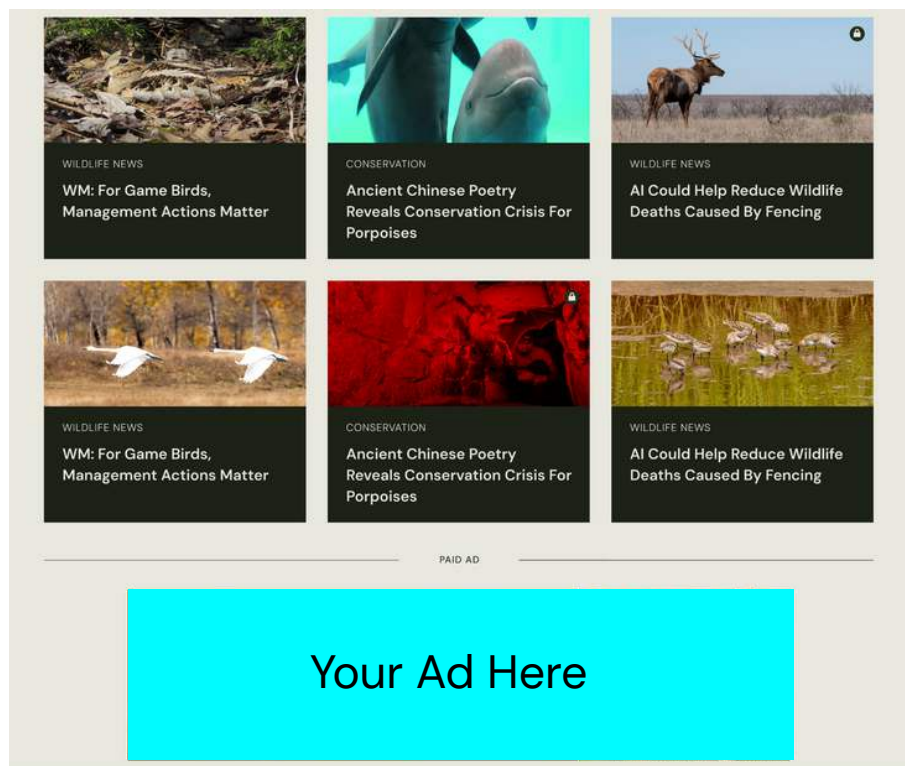 WILDLIFE NEWS
WM: For Game Birds,
Management Actions Matter
CONSERVATION
Ancient Chinese Poetry
Reveals Conservation Crisis For
Porpoises
WILDLIFE NEWS
AI Could Help Reduce Wildlife
Deaths Caused By Fencing
WILDLIFE NEWS
WM: For Game Birds,
Management Actions Matter
CONSERVATION
Ancient Chinese Poetry
Reveals Conservation Crisis For
Porpoises
WILDLIFE NEWS
AI Could Help Reduce Wildlife
Deaths Caused By Fencing
PAID AD
Your Ad Here